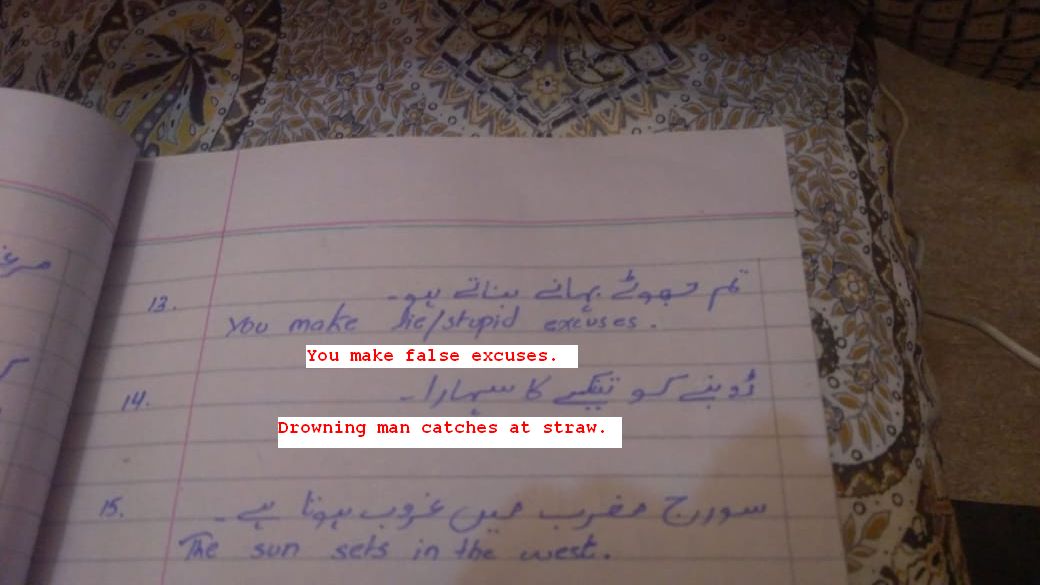 13. تم جھوٹے بہانے بناتے ہو۔
You make lie/stupid excuses.
You make false excuses.
14. ڈوبنے کو تنکے کا سہارا۔
Drowning man catches at straw.
15. سورج مغرب میں غروب ہوتا ہے۔
The sun sets in the west.